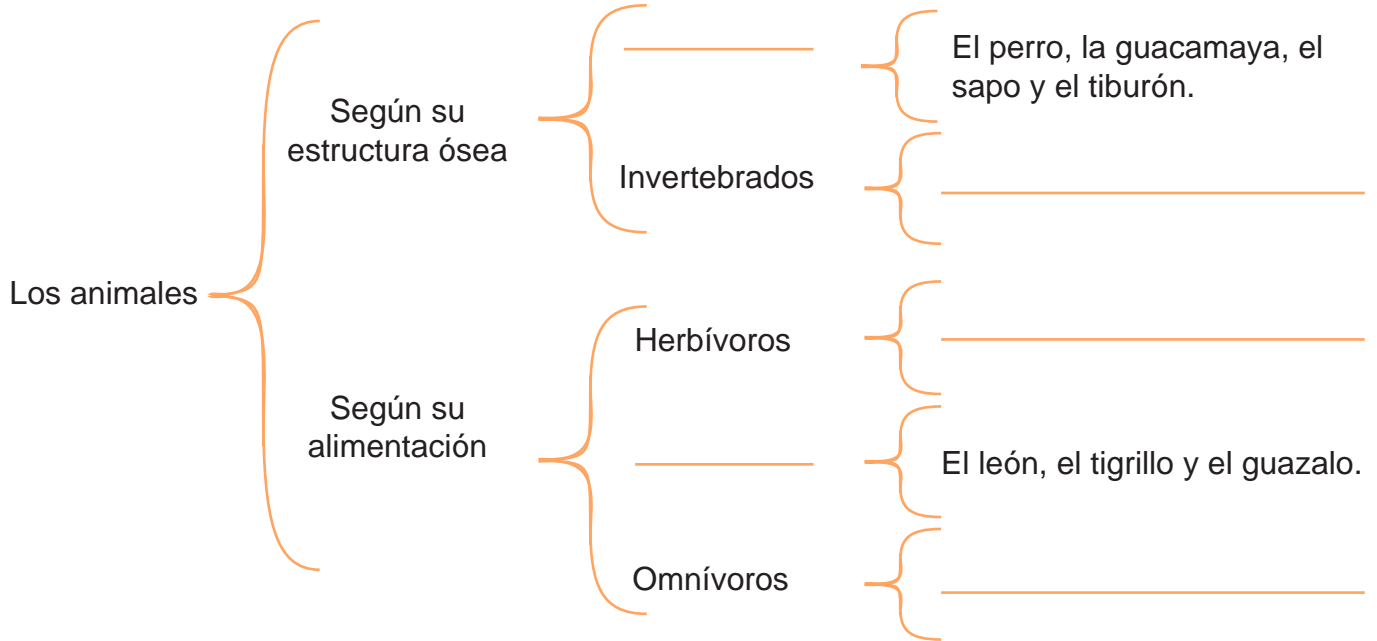 El perro, la guacamaya, el
sapo y el tiburón.
Según su
estructura ósea
Invertebrados
Los animales
Herbívoros
Según su
alimentación
El león, el tigrillo y el guazalo.
Omnívoros